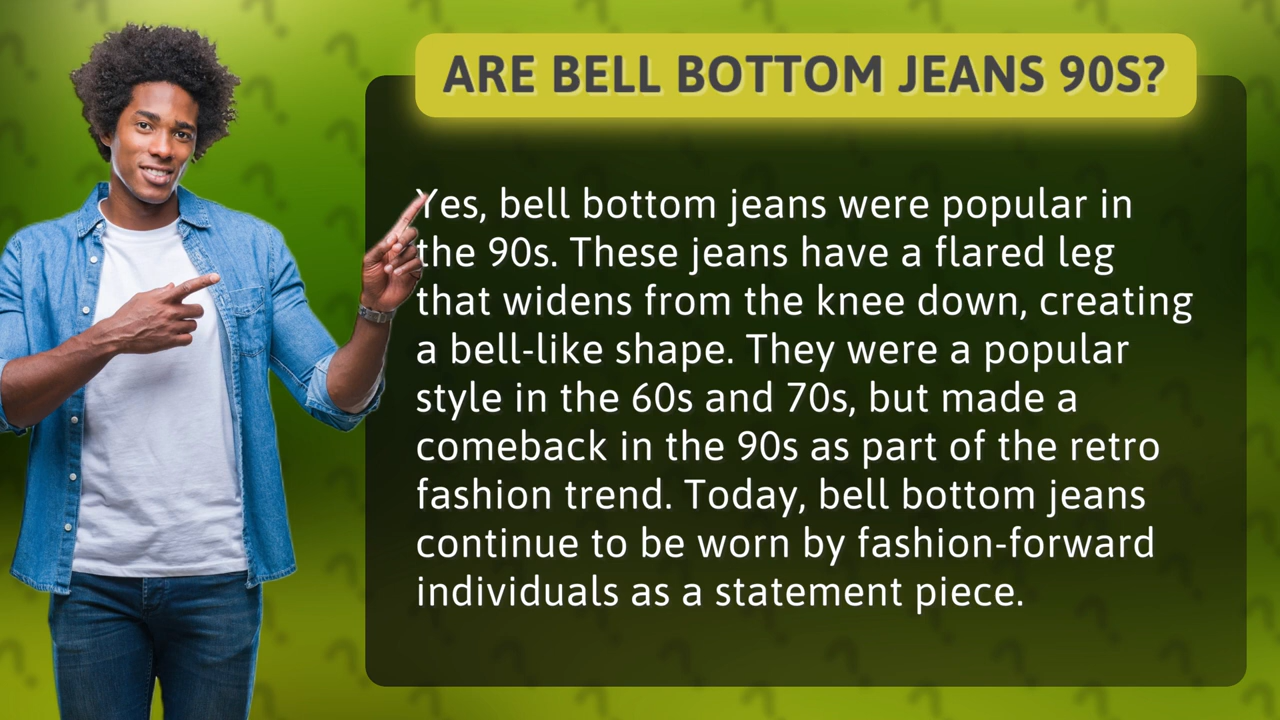 ARE BELL BOTTOM JEANS 90S?
Yes, bell bottom jeans were popular in
the 90s. These jeans have a flared leg
that widens from the knee down, creating
a bell-like shape. They were a popular
style in the 60s and 70s, but made a
comeback in the 90s as part of the retro
fashion trend. Today, bell bottom jeans
continue to be worn by fashion-forward
individuals as a statement piece.